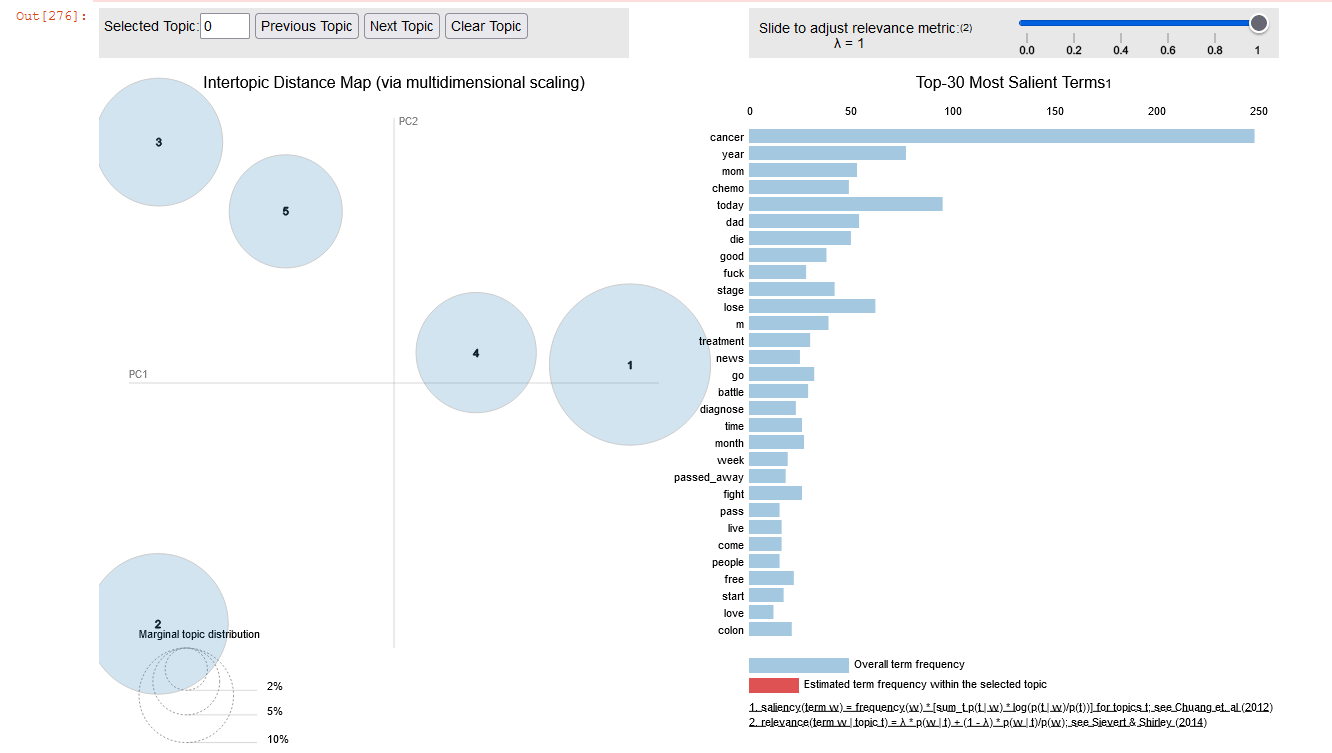 Out[276]:
Selected Topic: 0 Previous Topic Next Topic Clear Topic
Slide to adjust relevance metric:(2)
λ = 1
0.0 0.2 0.4 0.6 0.8 1
Intertopic Distance Map (via multidimensional scaling)
PC2
PC1
3
5
4
1
2
Marginal topic distribution
2%
5%
10%
Top-30 Most Salient Terms1
0 50 100 150 200 250
cancer
year
mom
chemo
today
dad
die
good
fuck
stage
lose
m
treatment
news
go
battle
diagnose
time
month
week
passed_away
fight
pass
live
come
people
free
start
love
colon
Overall term frequency
Estimated term frequency within the selected topic
1. saliency(term w) = frequency(w) * [sum_t p(t | w) * log(p(t | w)/p(t))] for topics t; see Chuang et. al (2012)
2. relevance(term w | topic t) = λ * p(w | t) + (1 - λ) * p(w | t)/p(w); see Sievert & Shirley (2014)